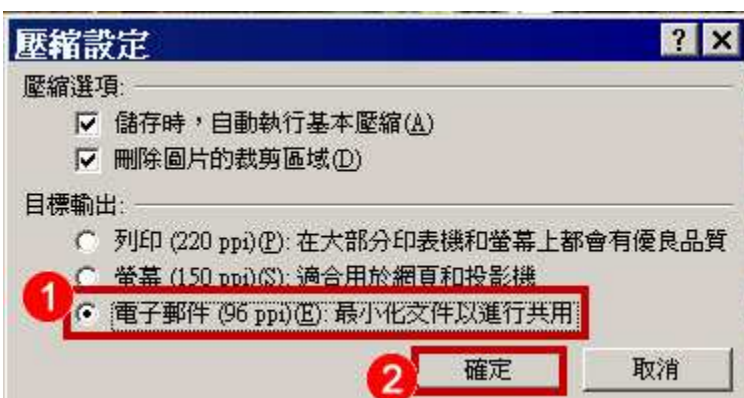 壓縮設定
壓縮選項:
儲存時，自動執行基本壓縮(A)
刪除圖片的裁剪區域(D)
目標輸出:
列印 (220 ppi)(P): 在大部分印表機和螢幕上都會有優良品質
螢幕 (150 ppi)(S): 適合用於網頁和投影機
1
電子郵件 (96 ppi)(E): 最小化文件以進行共用
2 確定 取消